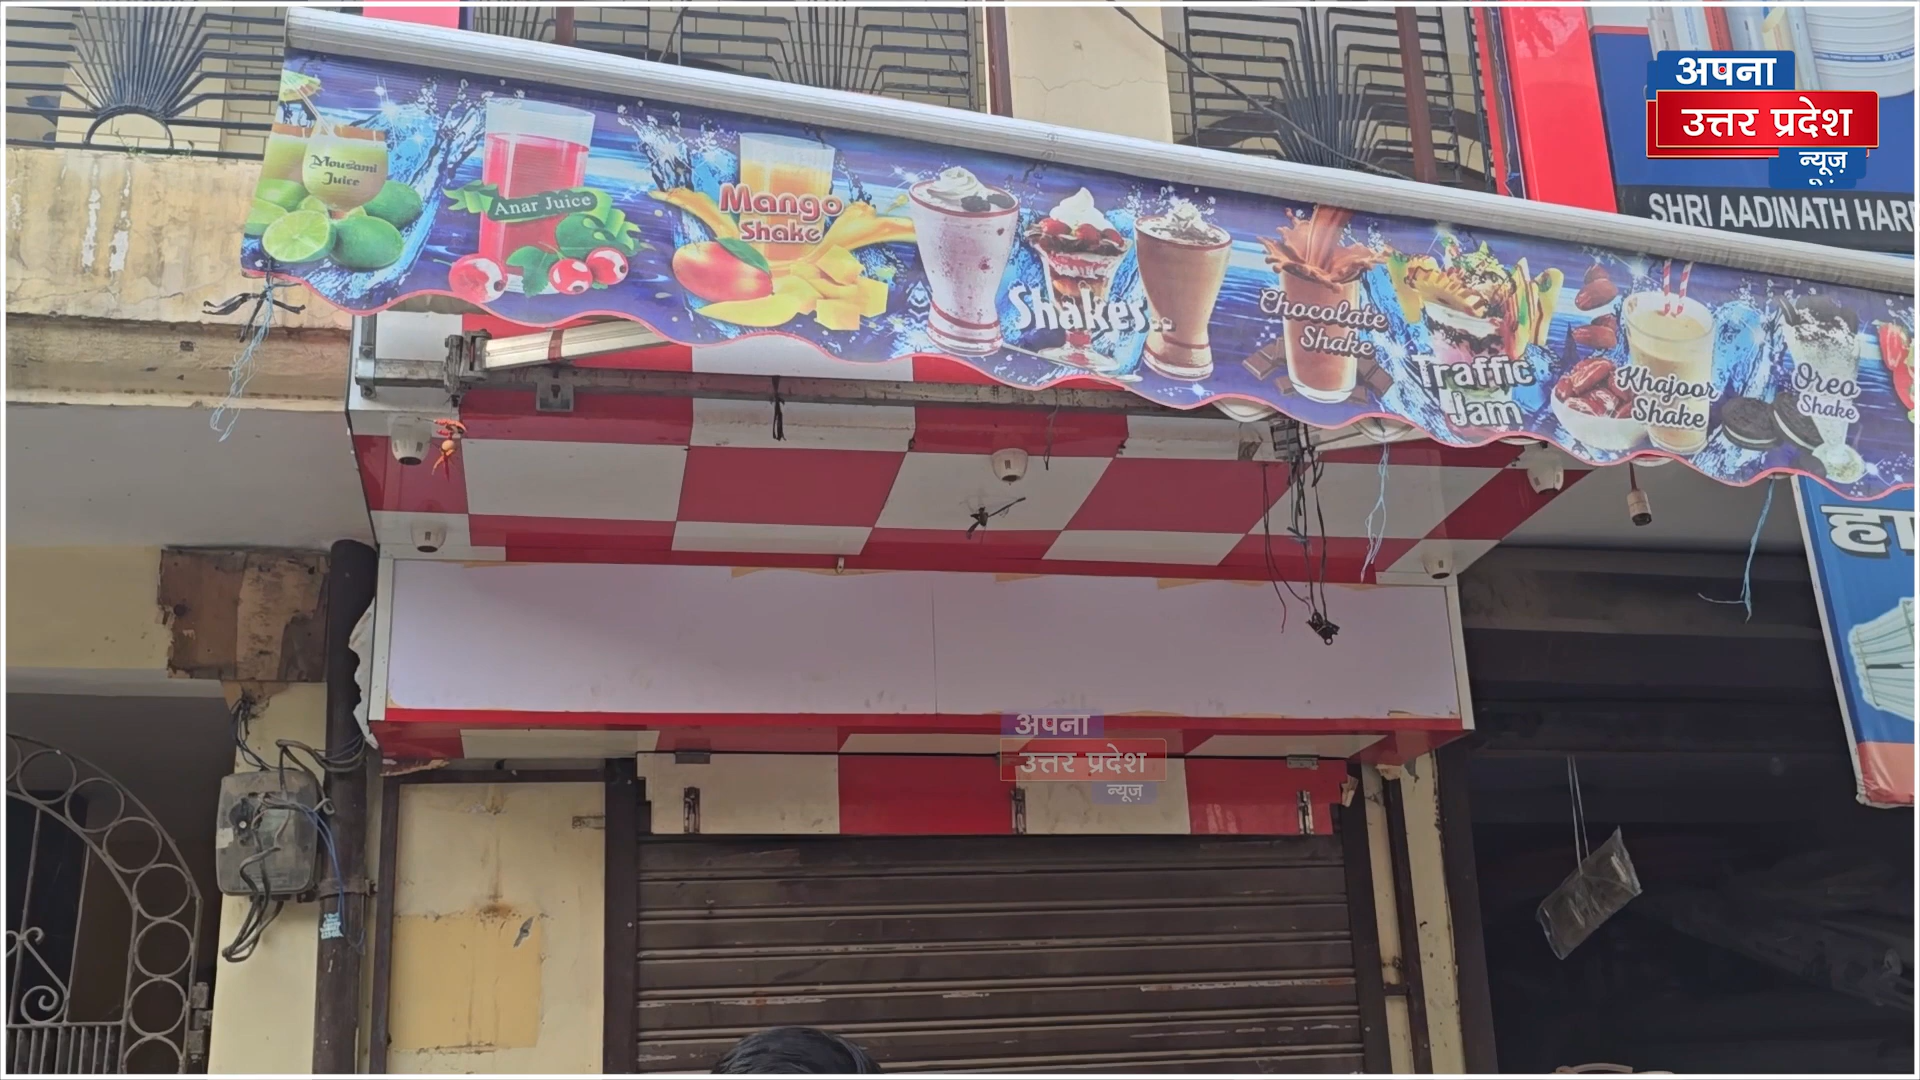 अपना
उत्तर प्रदेश
न्यूज़
SHRI AADINATH HAR
Mousami
Juice
Anar Juice
Mango
Shake
Shakes..
Chocolate
Shake
Traffic
Jam
Khajoor
Shake
Oreo
Shake
हा
अपना
उत्तर प्रदेश
न्यूज़